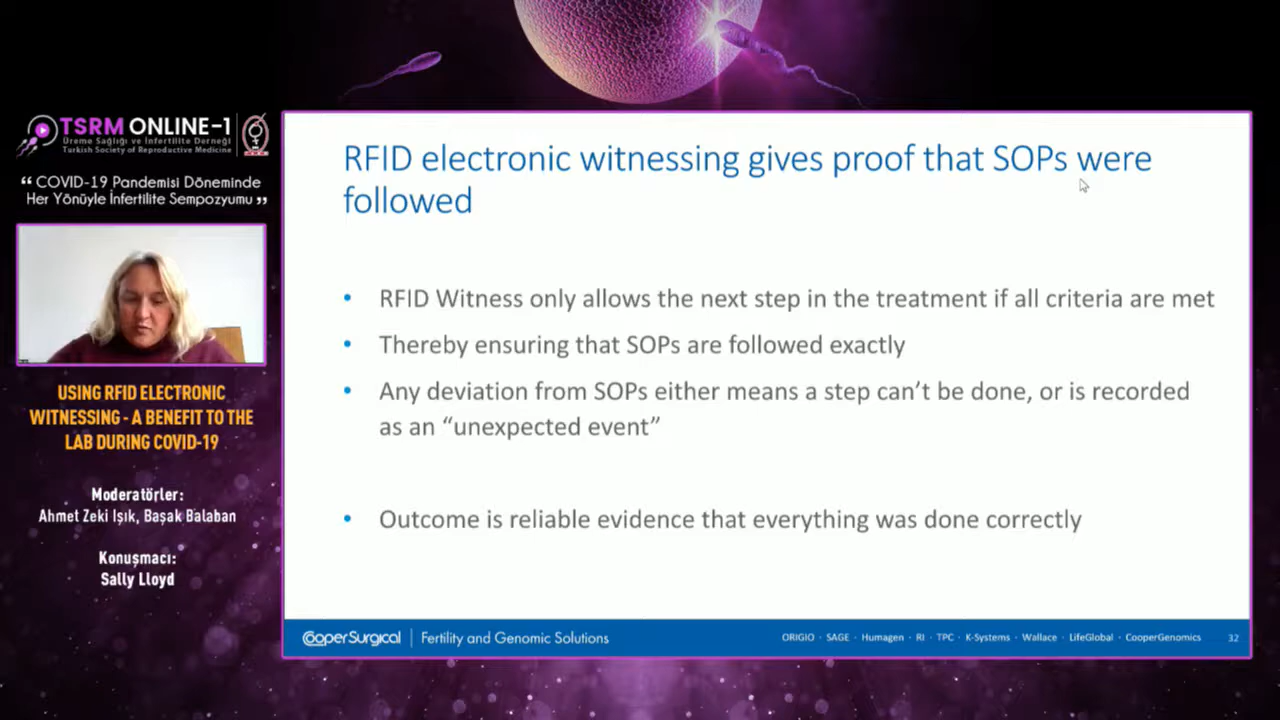 TSRM ONLINE-1
Üreme Sağlığı ve İnfertilite Derneği
Turkish Society of Reproductive Medicine
“ COVID-19 Pandemisi Döneminde
Her Yönüyle İnfertilite Sempozyumu ”
USING RFID ELECTRONIC
WITNESSING - A BENEFIT TO THE
LAB DURING COVID-19
Moderatörler:
Ahmet Zeki Işık, Başak Balaban
Konuşmacı:
Sally Lloyd
RFID electronic witnessing gives proof that SOPs were
followed
• RFID Witness only allows the next step in the treatment if all criteria are met
• Thereby ensuring that SOPs are followed exactly
• Any deviation from SOPs either means a step can’t be done, or is recorded
as an “unexpected event”
• Outcome is reliable evidence that everything was done correctly
CooperSurgical | Fertility and Genomic Solutions
ORIGIO · SAGE · Humagen · RI · TPC · K-Systems · Wallace · LifeGlobal · CooperGenomics 32